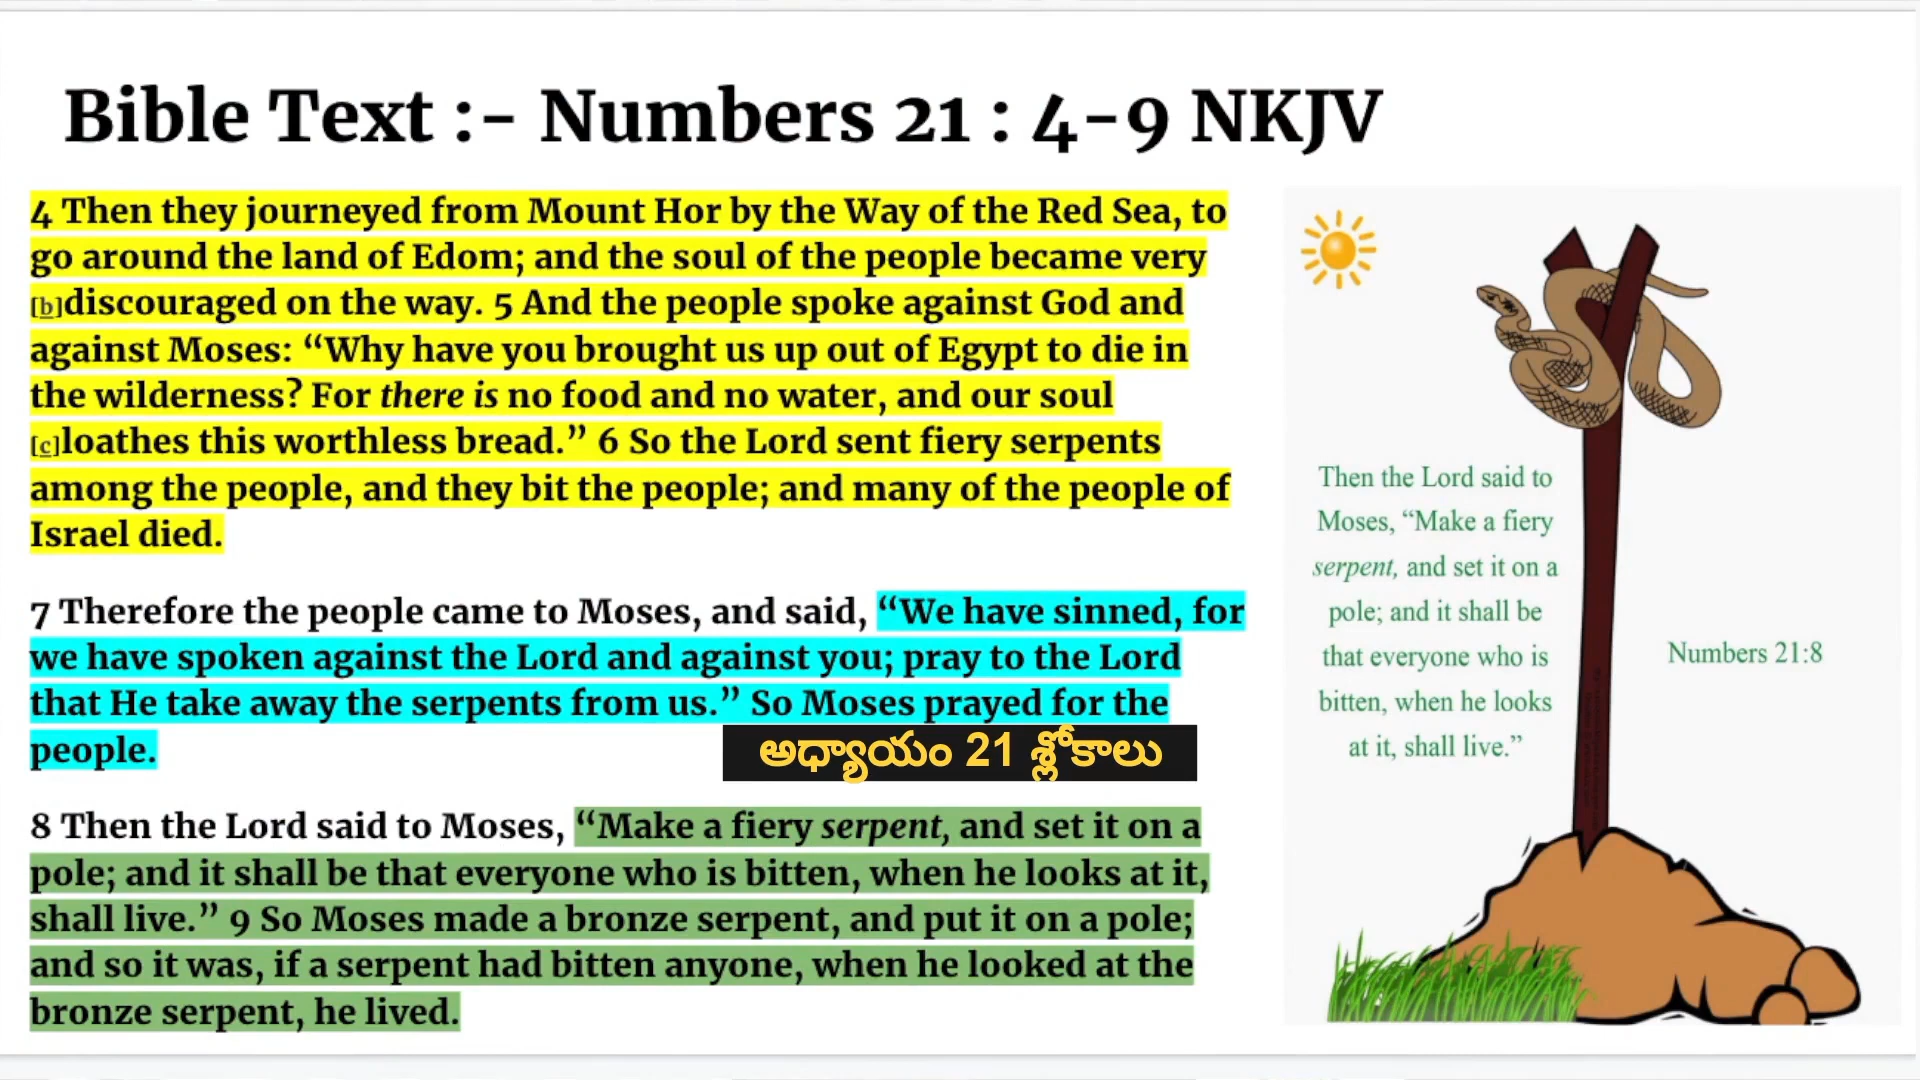 Bible Text :- Numbers 21 : 4-9 NKJV
4 Then they journeyed from Mount Hor by the Way of the Red Sea, to
go around the land of Edom; and the soul of the people became very
[b]discouraged on the way. 5 And the people spoke against God and
against Moses: “Why have you brought us up out of Egypt to die in
the wilderness? For there is no food and no water, and our soul
[c]loathes this worthless bread.” 6 So the Lord sent fiery serpents
among the people, and they bit the people; and many of the people of
Israel died.
7 Therefore the people came to Moses, and said, “We have sinned, for
we have spoken against the Lord and against you; pray to the Lord
that He take away the serpents from us.” So Moses prayed for the
people.
అధ్యాయం 21 శ్లోకాలు
8 Then the Lord said to Moses, “Make a fiery serpent, and set it on a
pole; and it shall be that everyone who is bitten, when he looks at it,
shall live.” 9 So Moses made a bronze serpent, and put it on a pole;
and so it was, if a serpent had bitten anyone, when he looked at the
bronze serpent, he lived.
Then the Lord said to
Moses, “Make a fiery
serpent, and set it on a
pole; and it shall be
that everyone who is
bitten, when he looks
at it, shall live.”
Numbers 21:8